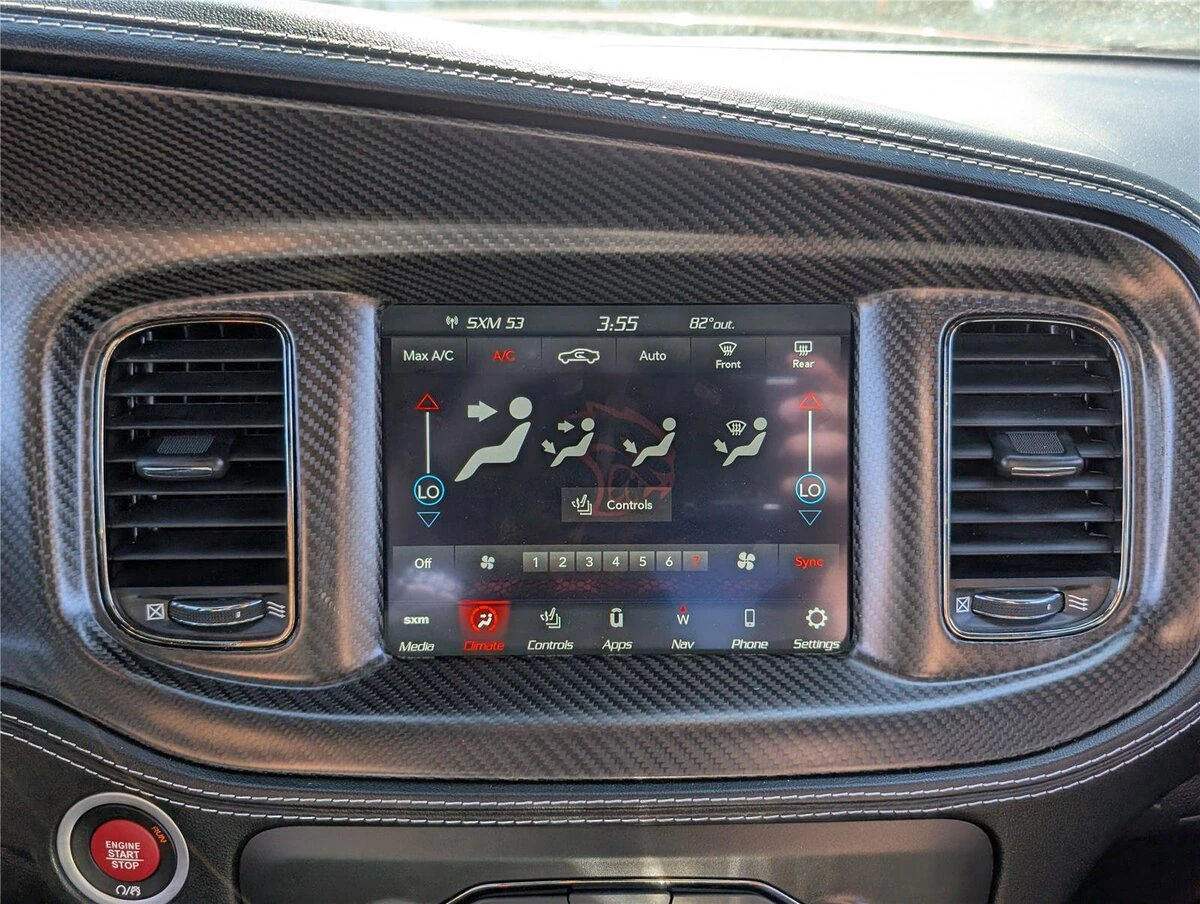 SXM 53 3:55 82°out.
Max A/C A/C Auto Front Rear
LO LO
Controls
Off 1 2 3 4 5 6 7 Sync
sxm ū W
Media Climate Controls Apps Nav Phone Settings
RUN
ENGINE
START
STOP
A